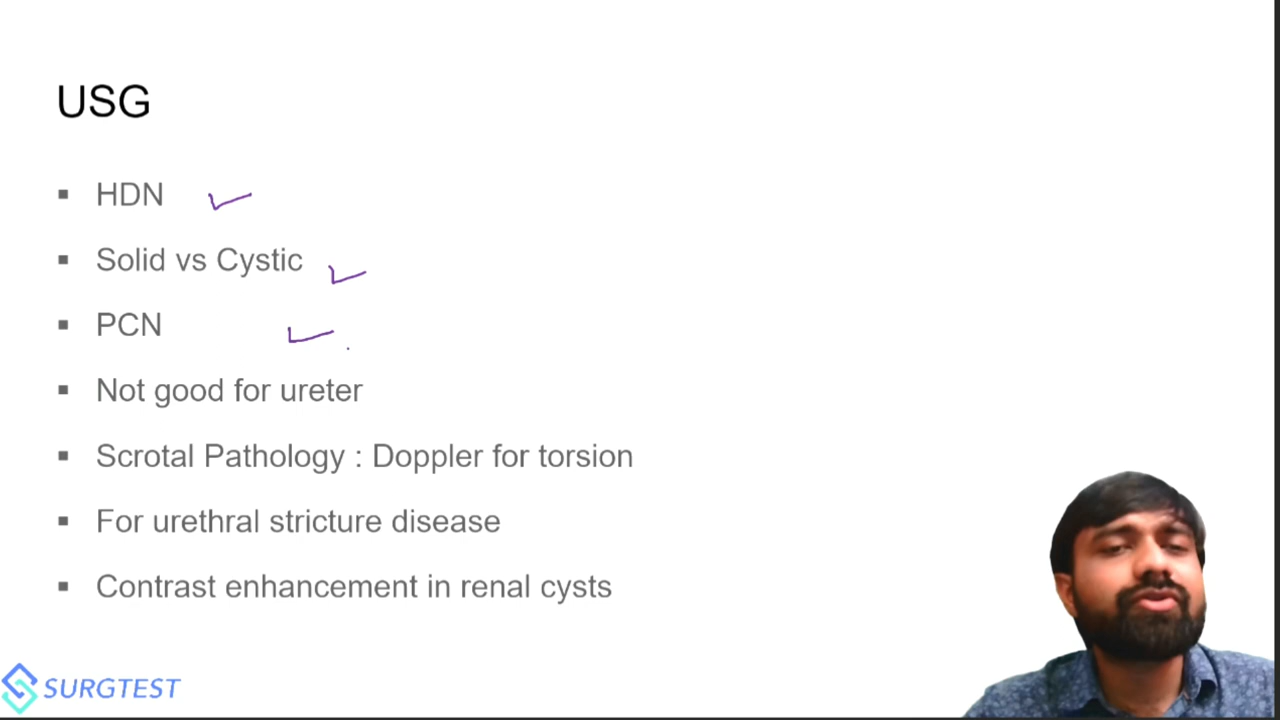 USG
▪ HDN
▪ Solid vs Cystic
▪ PCN
▪ Not good for ureter
▪ Scrotal Pathology : Doppler for torsion
▪ For urethral stricture disease
▪ Contrast enhancement in renal cysts
SURGTEST